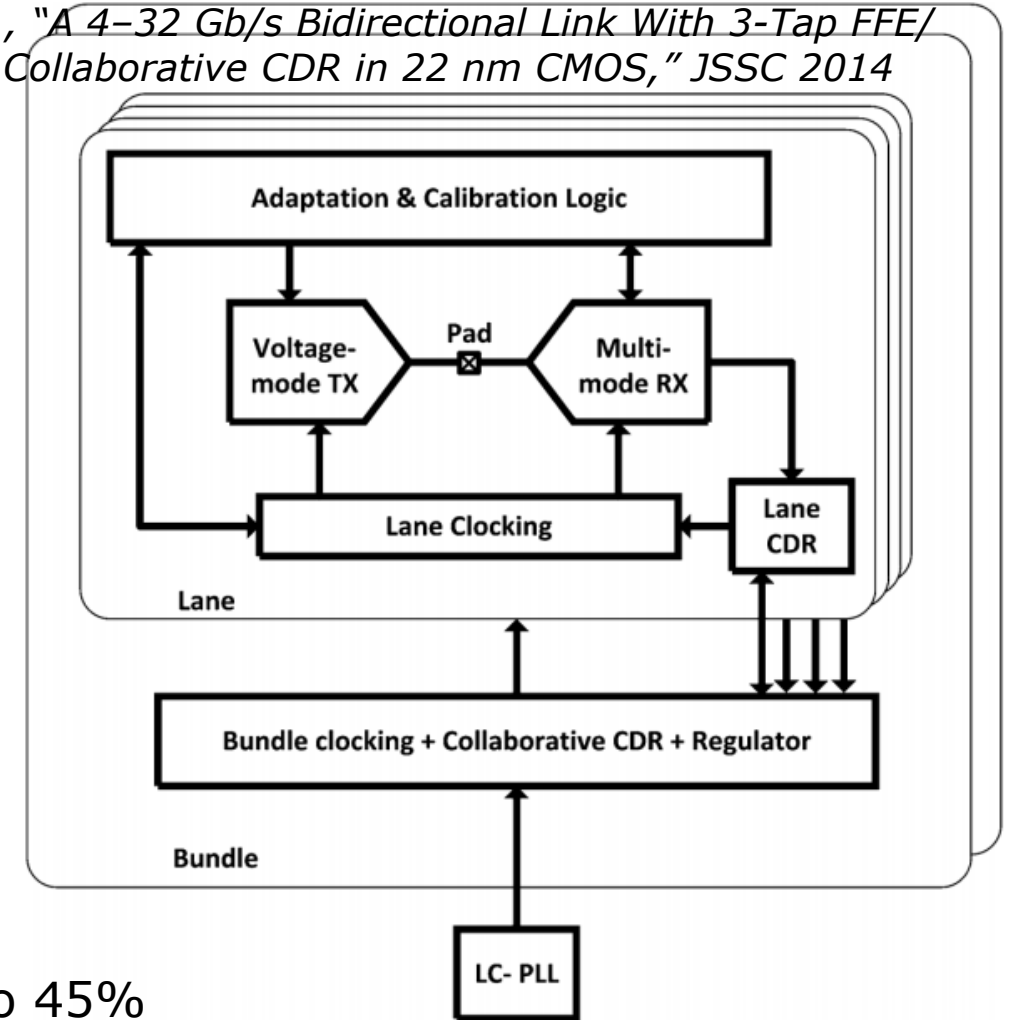 , “A 4–32 Gb/s Bidirectional Link With 3-Tap FFE/
Collaborative CDR in 22 nm CMOS,” JSSC 2014
Adaptation & Calibration Logic
Voltage-
mode TX
Pad
Multi-
mode RX
Lane Clocking
Lane
CDR
Lane
Bundle clocking + Collaborative CDR + Regulator
Bundle
LC- PLL
45%